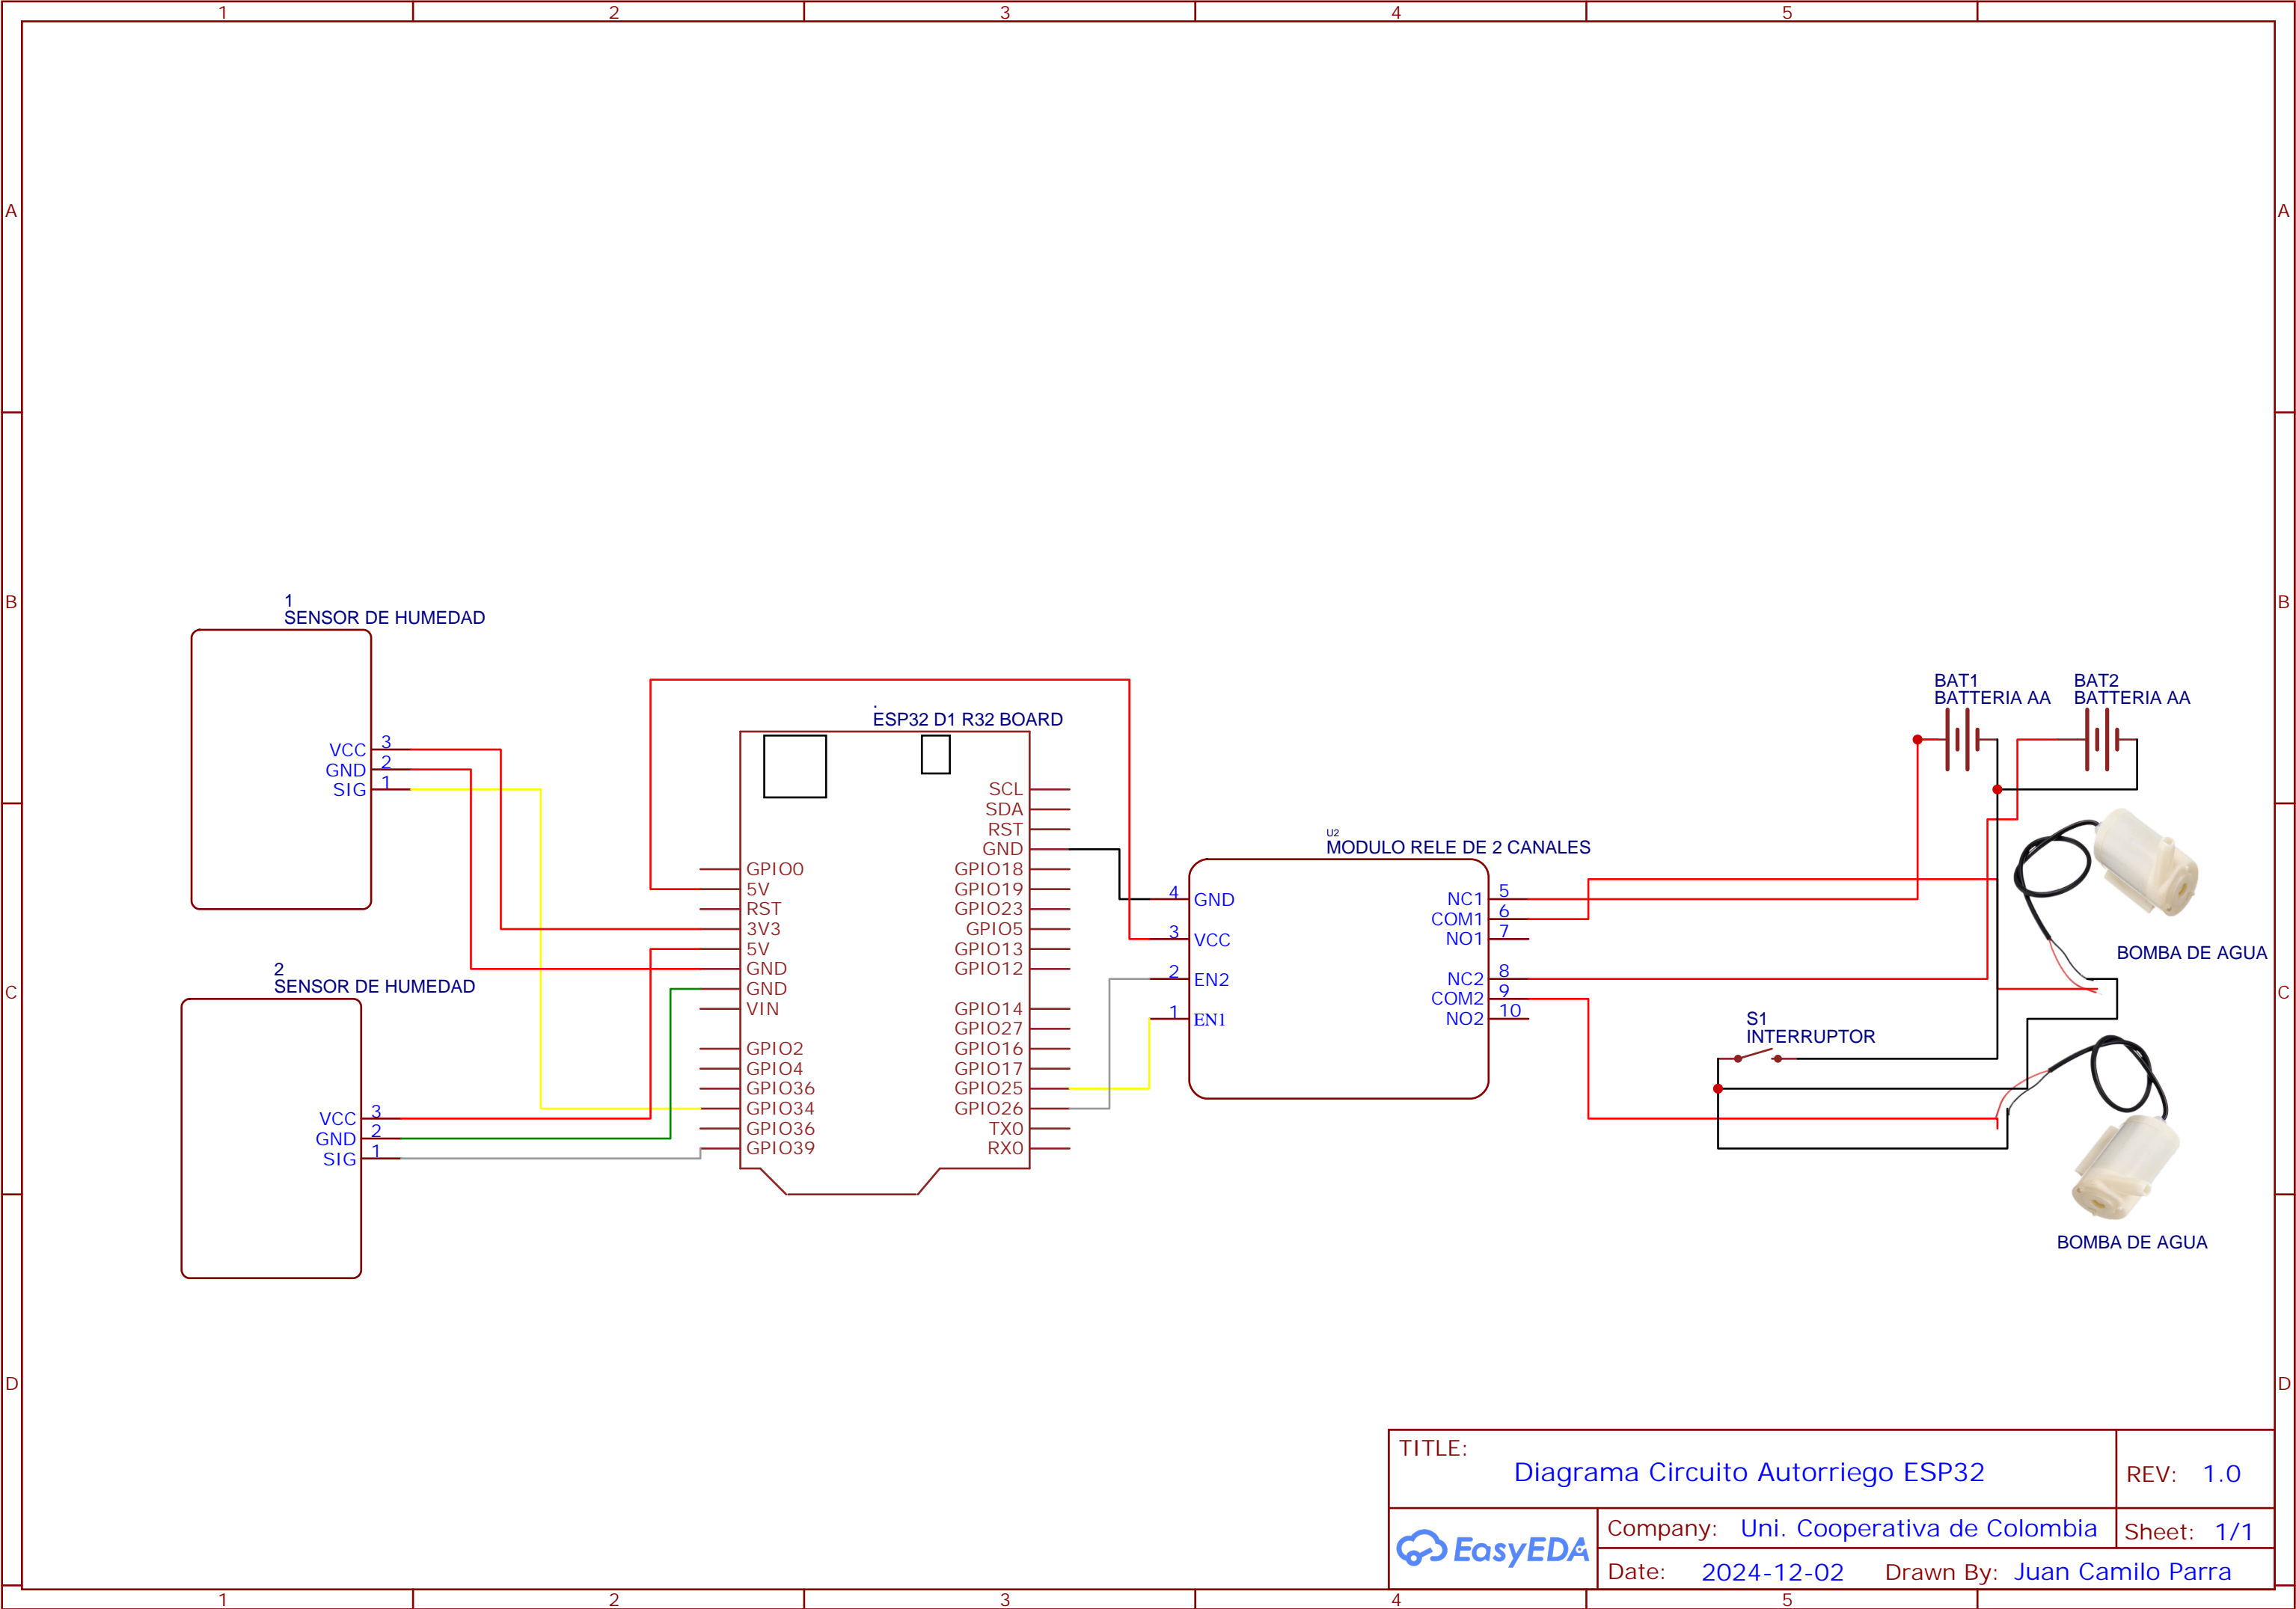 1 2 3 4 5
A A
B B
C C
D D
1
SENSOR DE HUMEDAD
VCC 3
GND 2
SIG 1
2
SENSOR DE HUMEDAD
VCC 3
GND 2
SIG 1
.
ESP32 D1 R32 BOARD
GPIO0
5V
RST
3V3
5V
GND
GND
VIN
GPIO2
GPIO4
GPIO36
GPIO34
GPIO36
GPIO39
SCL
SDA
RST
GND
GPIO18
GPIO19
GPIO23
GPIO5
GPIO13
GPIO12
GPIO14
GPIO27
GPIO16
GPIO17
GPIO25
GPIO26
TX0
RX0
U2
MODULO RELE DE 2 CANALES
4 GND
3 VCC
2 EN2
1 EN1
NC1 5
COM1 6
NO1 7
NC2 8
COM2 9
NO2 10
BAT1
BATTERIA AA
BAT2
BATTERIA AA
BOMBA DE AGUA
S1
INTERRUPTOR
BOMBA DE AGUA
TITLE:
Diagrama Circuito Autorriego ESP32
REV: 1.0
EasyEDA
Company: Uni. Cooperativa de Colombia
Sheet: 1/1
Date: 2024-12-02
Drawn By: Juan Camilo Parra
1 2 3 4 5